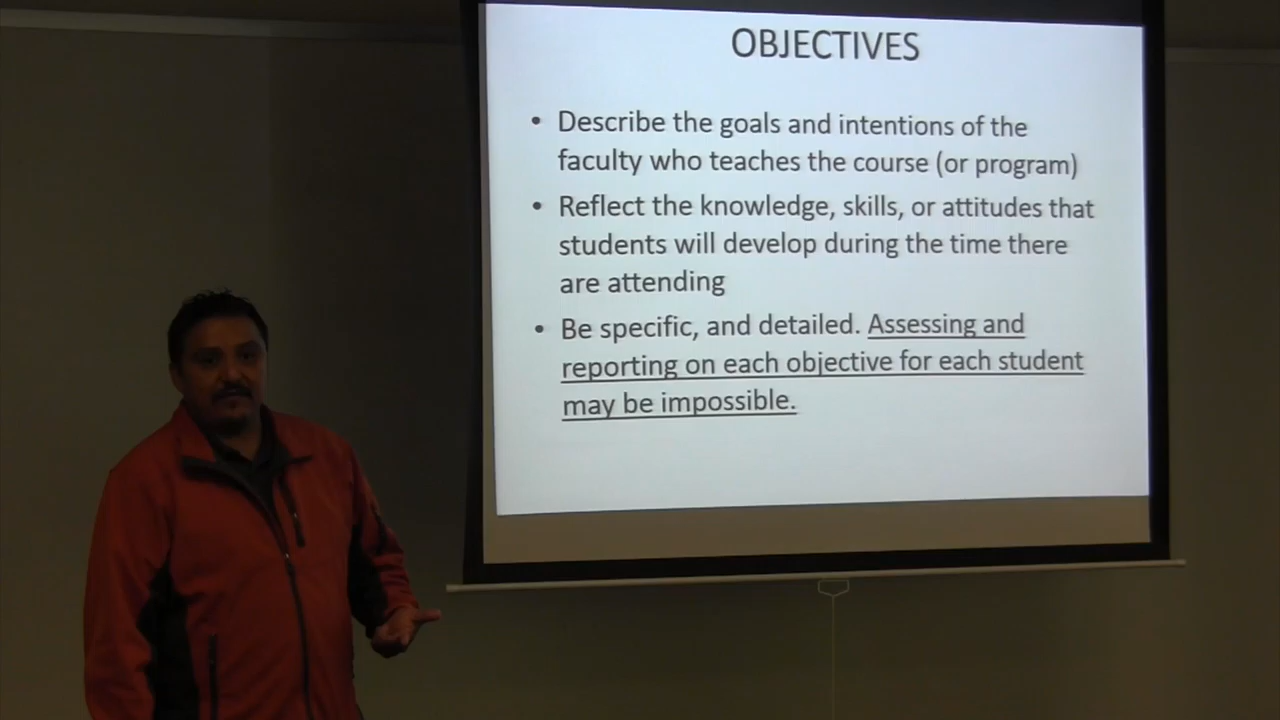 OBJECTIVES
• Describe the goals and intentions of the
faculty who teaches the course (or program)
• Reflect the knowledge, skills, or attitudes that
students will develop during the time there
are attending
• Be specific, and detailed. Assessing and
reporting on each objective for each student
may be impossible.